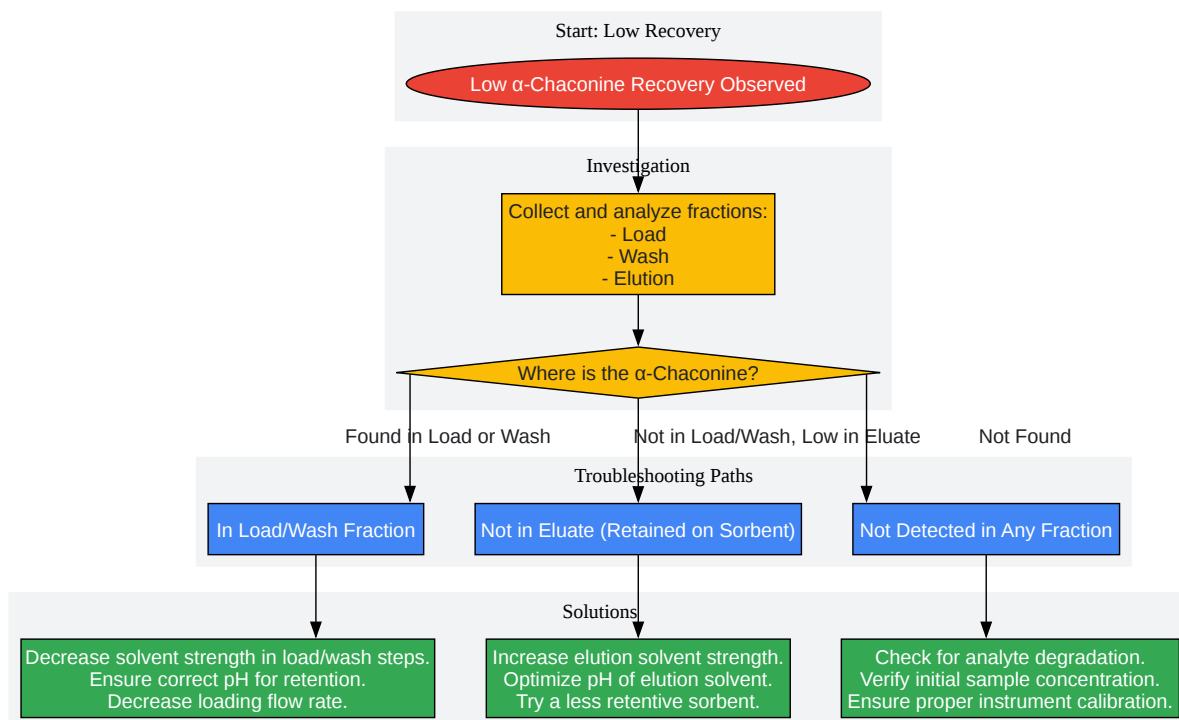 Start: Low Recovery
Low α-Chaconine Recovery Observed
Investigation
Collect and analyze fractions:
- Load
- Wash
- Elution
Where is the α-Chaconine?
Found in Load or Wash
Not in Load/Wash, Low in Eluate
Not Found
Troubleshooting Paths
In Load/Wash Fraction
Not in Eluate (Retained on Sorbent)
Not Detected in Any Fraction
Solutions
Decrease solvent strength in load/wash steps.
Ensure correct pH for retention.
Decrease loading flow rate.
Increase elution solvent strength.
Optimize pH of elution solvent.
Try a less retentive sorbent.
Check for analyte degradation.
Verify initial sample concentration.
Ensure proper instrument calibration.